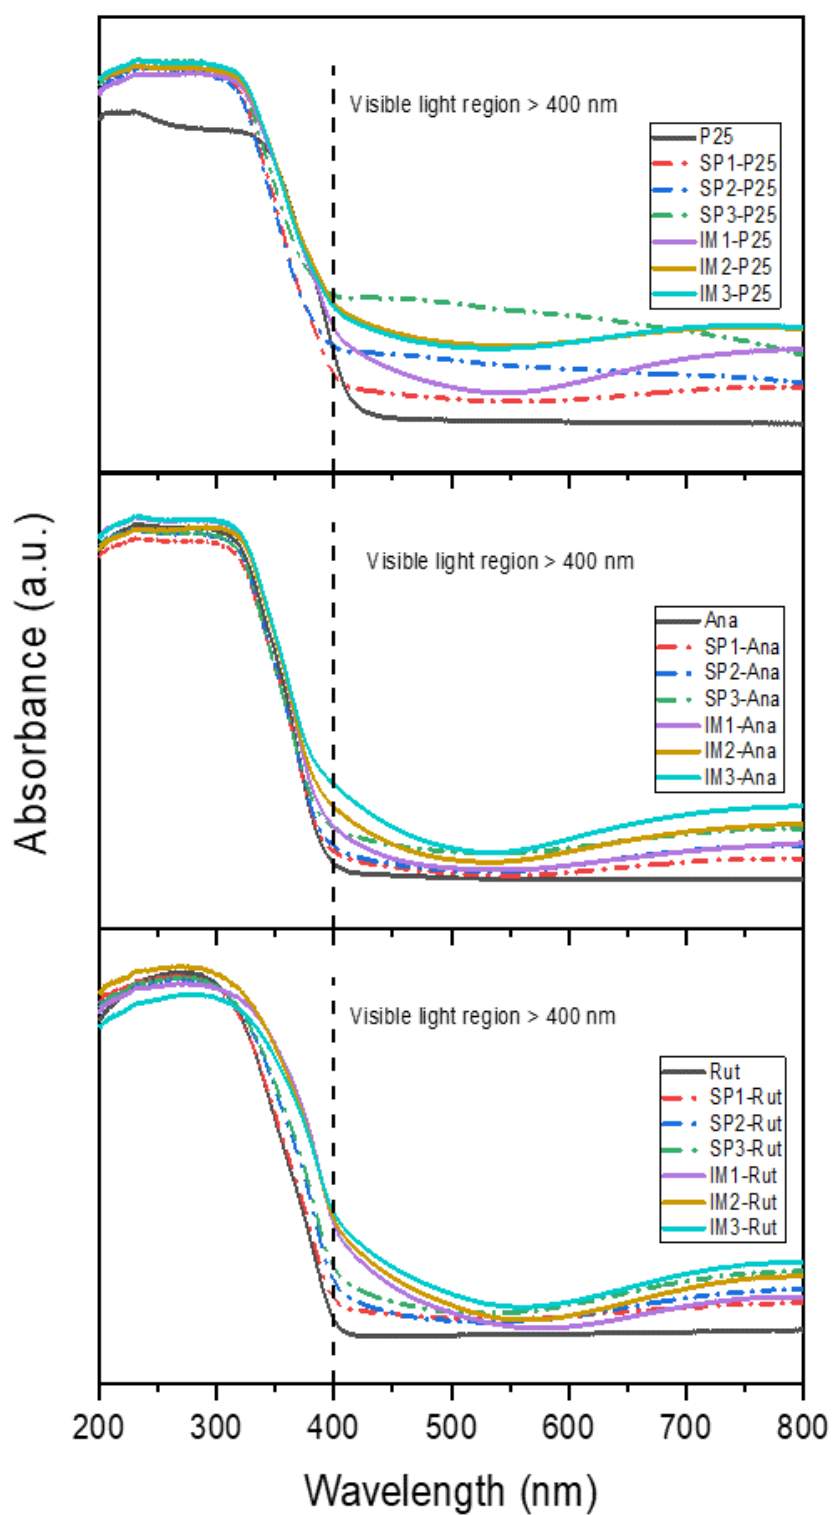 Visible light region > 400 nm
P25
SP1-P25
SP2-P25
SP3-P25
IM1-P25
IM2-P25
IM3-P25
Visible light region > 400 nm
Ana
SP1-Ana
SP2-Ana
SP3-Ana
IM1-Ana
IM2-Ana
IM3-Ana
Absorbance (a.u.)
Visible light region > 400 nm
Rut
SP1-Rut
SP2-Rut
SP3-Rut
IM1-Rut
IM2-Rut
IM3-Rut
200 300 400 500 600 700 800
Wavelength (nm)